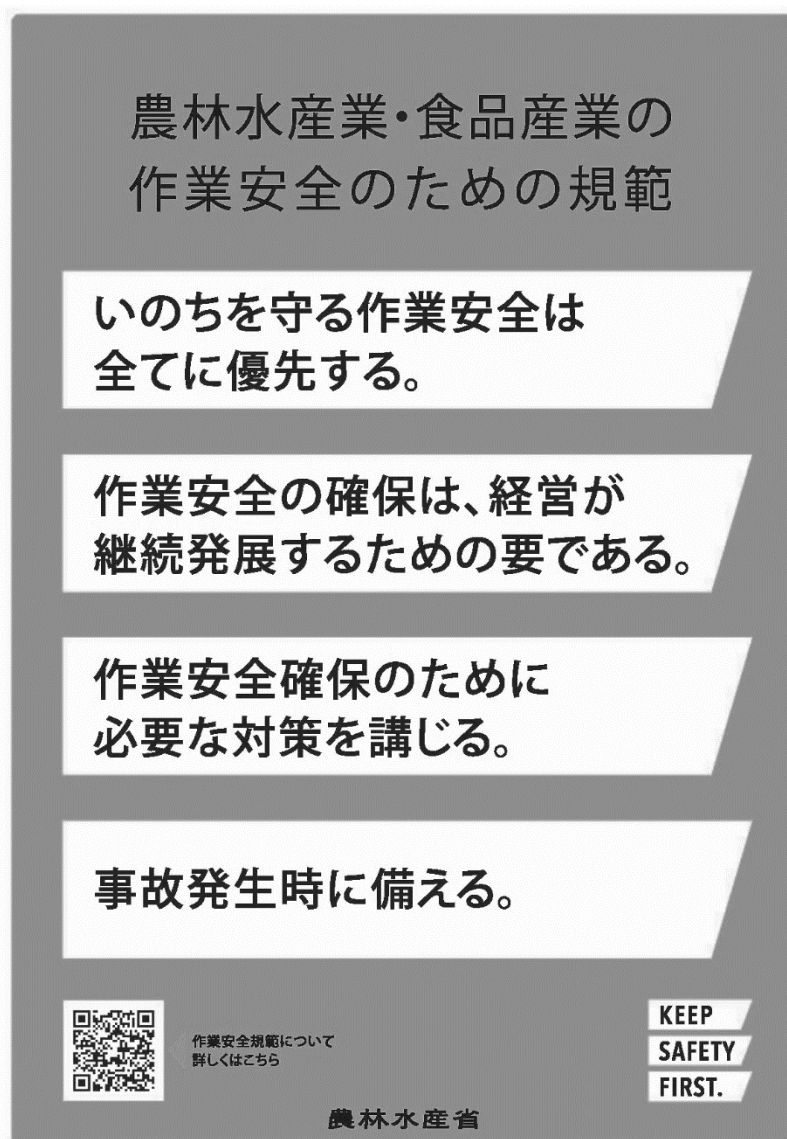 農林水産業・食品産業の
作業安全のための規範
いのちを守る作業安全は
全てに優先する。
作業安全の確保は、経営が
継続発展するための要である。
作業安全確保のために
必要な対策を講じる。
事故発生時に備える。
作業安全規範について
詳しくはこちら
KEEP
SAFETY
FIRST.
農林水産省